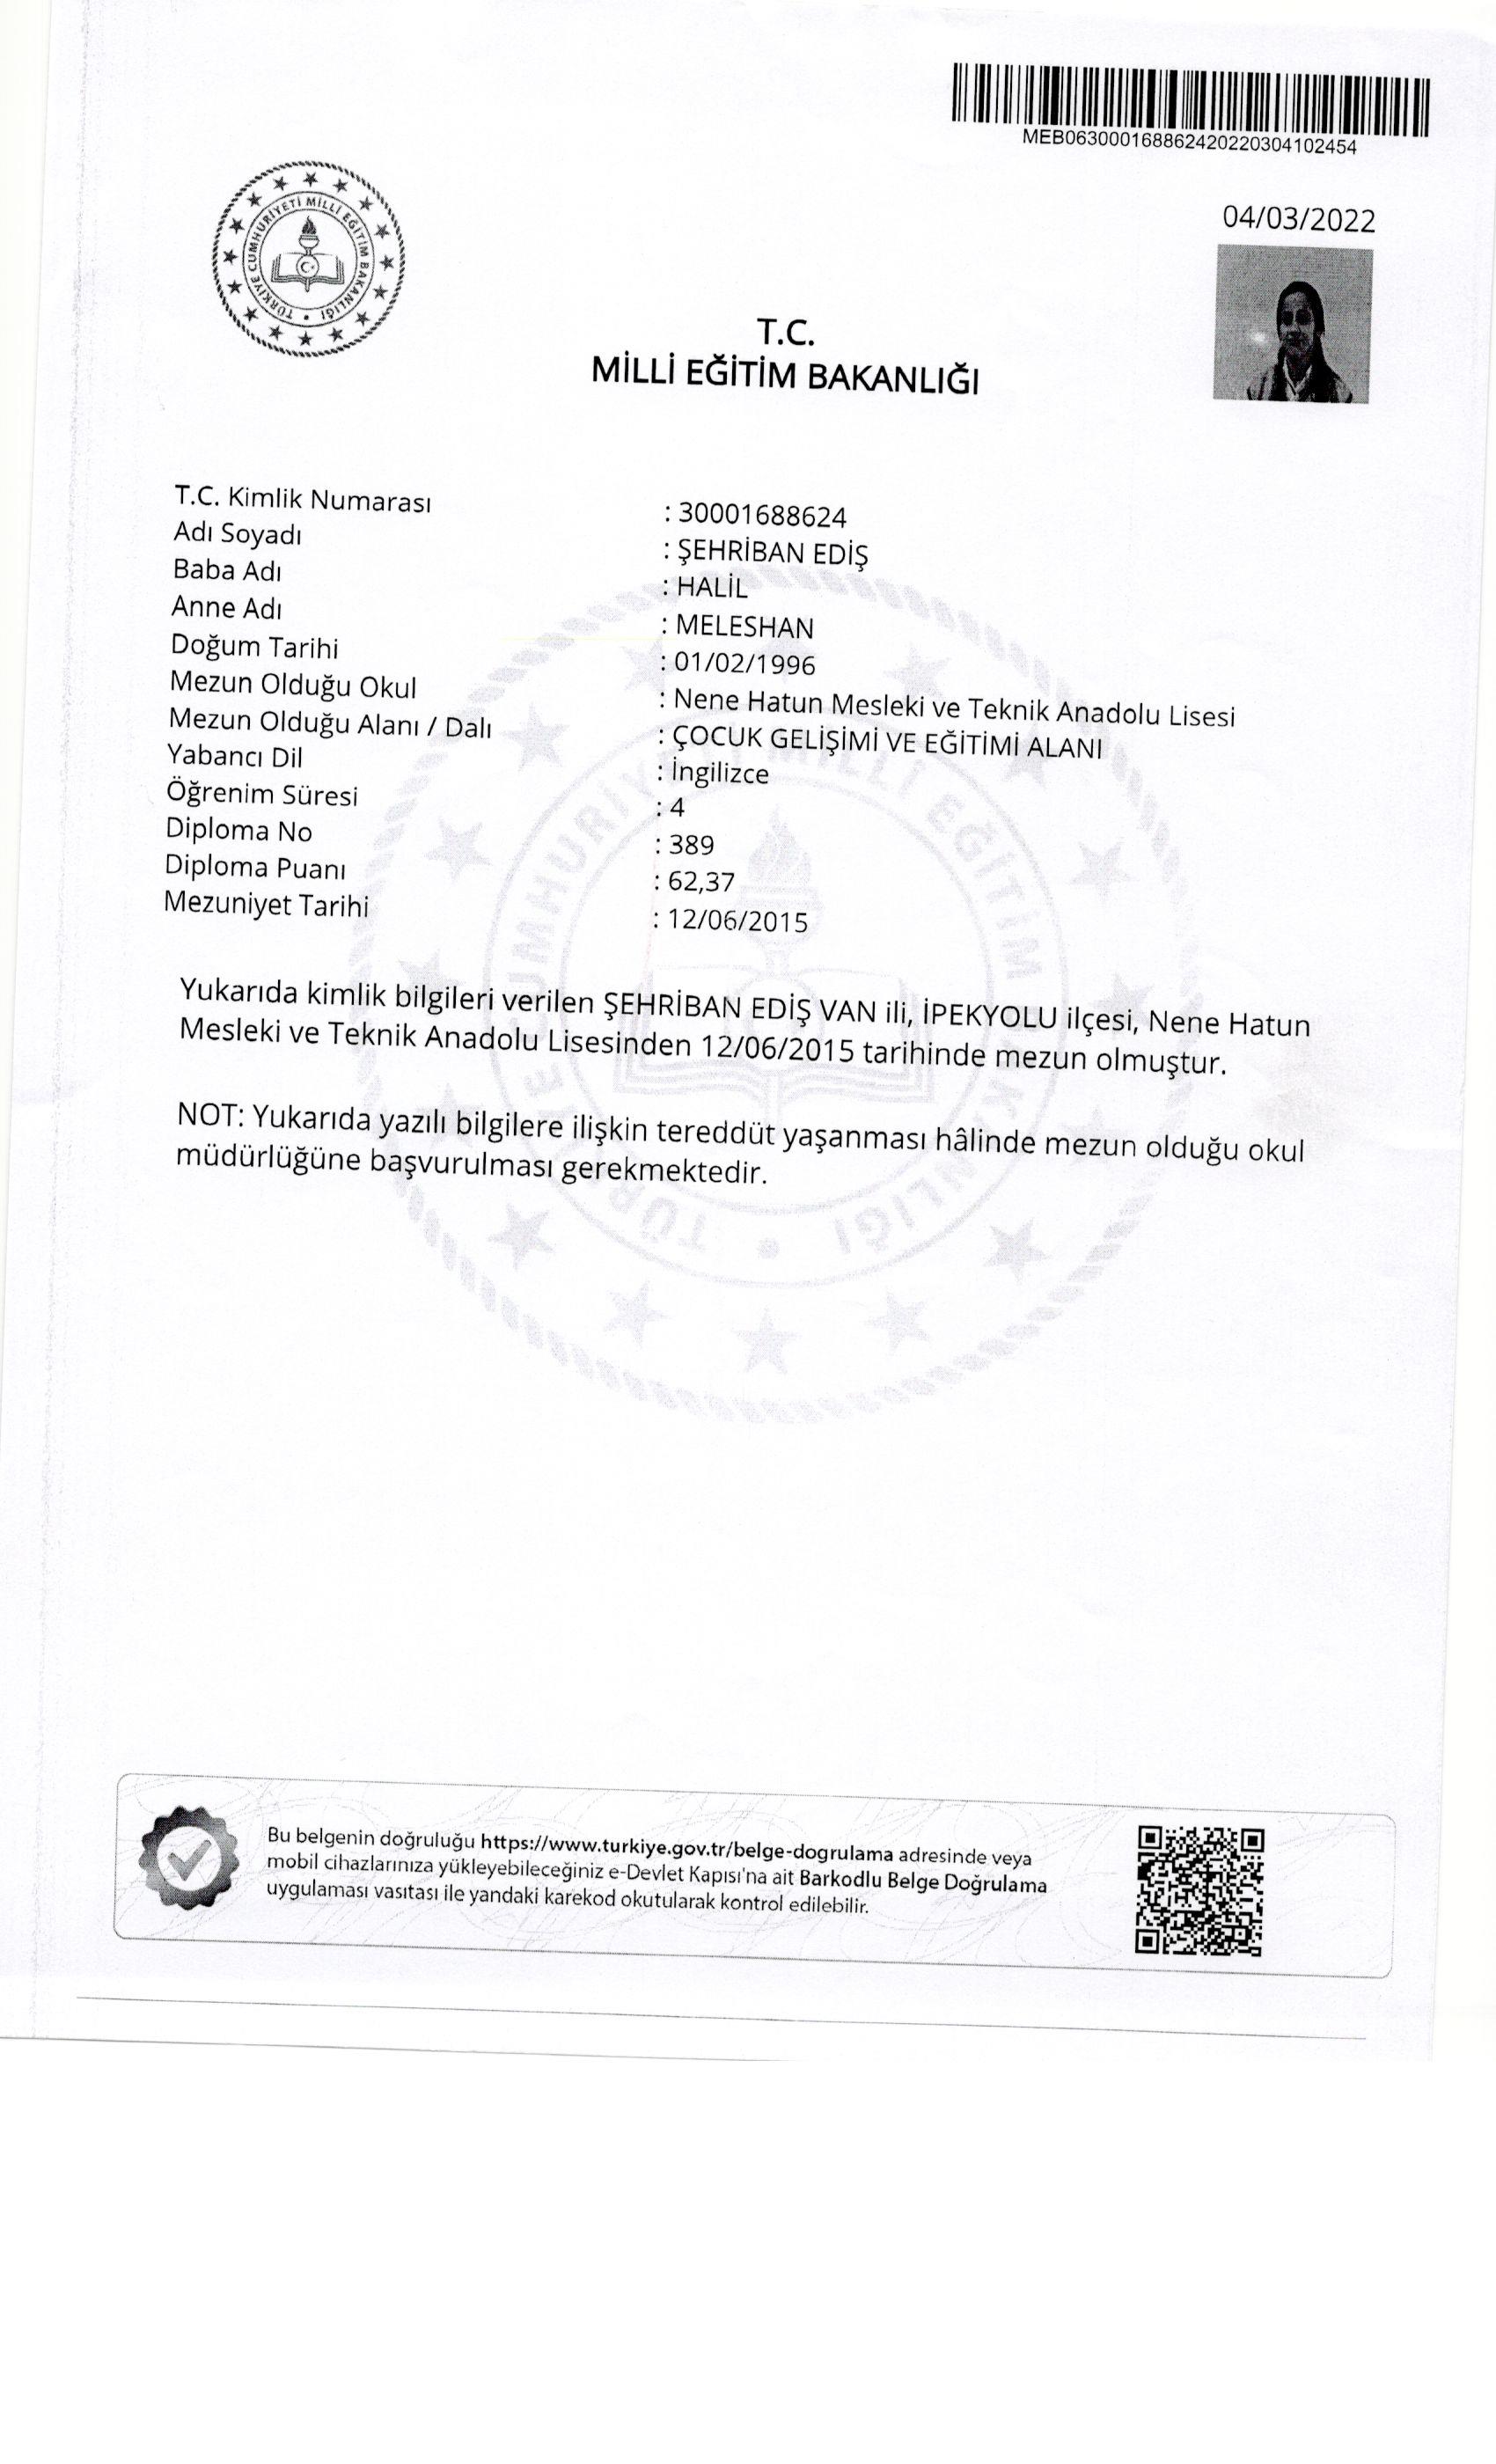 MEB063000168862420220304102454
04/03/2022
TÜRKİYE CUMHURİYETİ MİLLİ EĞİTİM BAKANLIĞI
T.C.
MİLLİ EĞİTİM BAKANLIĞI
T.C. Kimlik Numarası : 30001688624
Adı Soyadı : ŞEHRİBAN EDİŞ
Baba Adı : HALİL
Anne Adı : MELESHAN
Doğum Tarihi : 01/02/1996
Mezun Olduğu Okul : Nene Hatun Mesleki ve Teknik Anadolu Lisesi
Mezun Olduğu Alanı / Dalı : ÇOCUK GELİŞİMİ VE EĞİTİMİ ALANI
Yabancı Dil : İngilizce
Öğrenim Süresi : 4
Diploma No : 389
Diploma Puanı : 62,37
Mezuniyet Tarihi : 12/06/2015
Yukarıda kimlik bilgileri verilen ŞEHRİBAN EDİŞ VAN ili, İPEKYOLU ilçesi, Nene Hatun
Mesleki ve Teknik Anadolu Lisesinden 12/06/2015 tarihinde mezun olmuştur.
NOT: Yukarıda yazılı bilgilere ilişkin tereddüt yaşanması hâlinde mezun olduğu okul
müdürlüğüne başvurulması gerekmektedir.
Bu belgenin doğruluğu https://www.turkiye.gov.tr/belge-dogrulama adresinde veya
mobil cihazlarınıza yükleyebileceğiniz e-Devlet Kapısı'na ait Barkodlu Belge Doğrulama
uygulaması vasıtası ile yandaki karekod okutularak kontrol edilebilir.